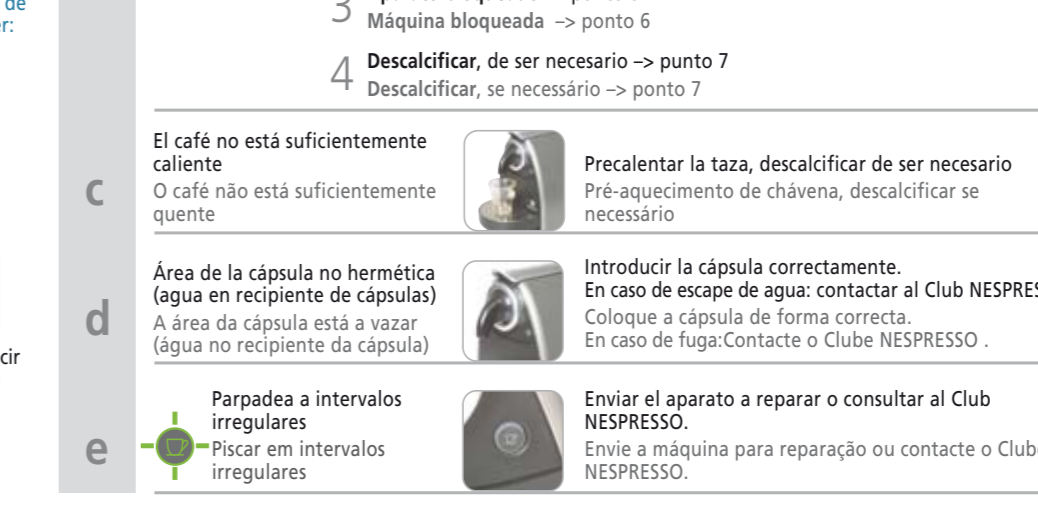 de
r:
3
Máquina bloqueada –> ponto 6
4
Descalcificar, de ser necesario –> punto 7
Descalcificar, se necessário –> ponto 7
c
El café no está suficientemente
caliente
O café não está suficientemente
quente
Precalentar la taza, descalcificar de ser necesario
Pré-aquecimento de chávena, descalcificar se
necessário
d
Área de la cápsula no hermética
(agua en recipiente de cápsulas)
A área da cápsula está a vazar
(água no recipiente da cápsula)
Introducir la cápsula correctamente.
En caso de escape de agua: contactar al Club NESPRES
Coloque a cápsula de forma correcta.
En caso de fuga:Contacte o Clube NESPRESSO .
cir
e
Parpadea a intervalos
irregulares
Piscar em intervalos
irregulares
Enviar el aparato a reparar o consultar al Club
NESPRESSO.
Envie a máquina para reparação ou contacte o Clube
NESPRESSO.